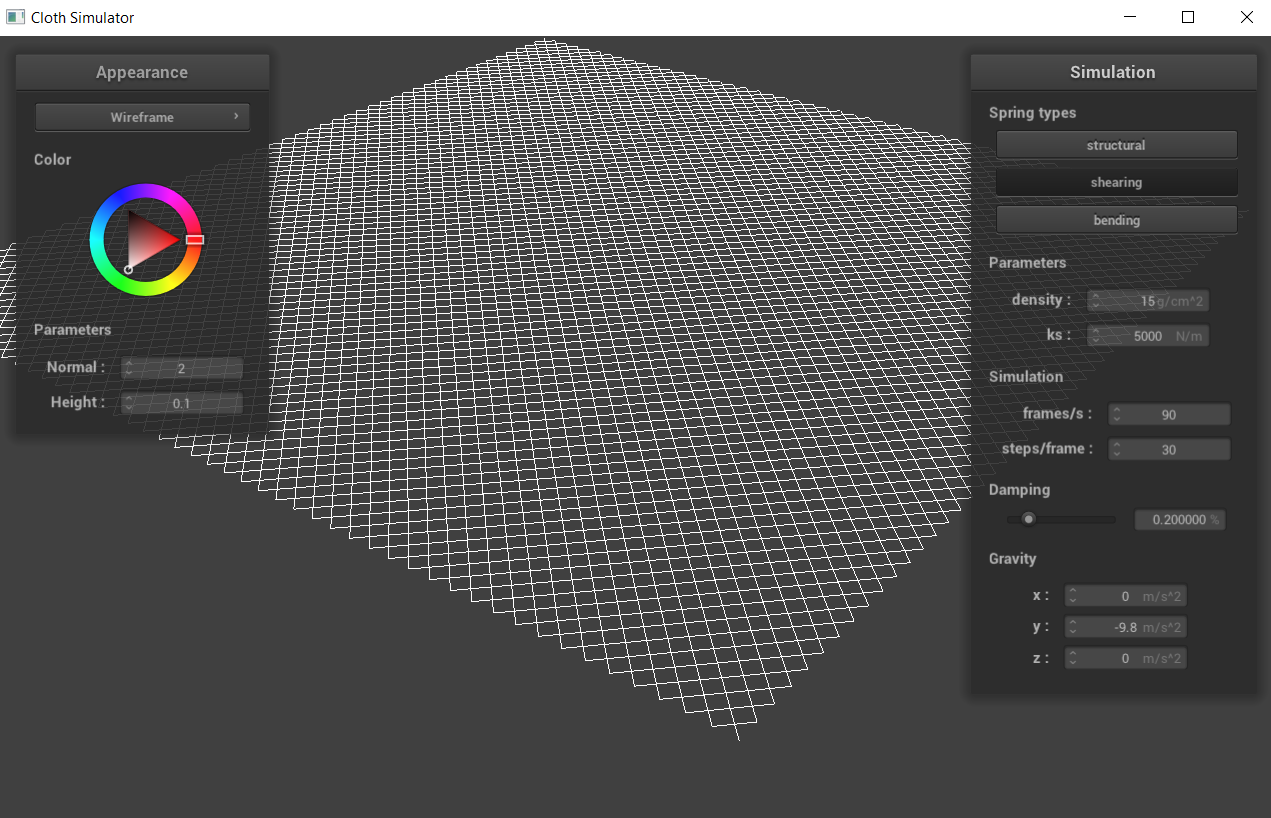 Cloth Simulator
Appearance
Wireframe
Color
Parameters
Normal : 2
Height : 0.1
Simulation
Spring types
structural
shearing
bending
Parameters
density : 15 g/cm^2
ks : 5000 N/m
Simulation
frames/s : 90
steps/frame : 30
Damping
0.200000 %
Gravity
x : 0 m/s^2
y : -9.8 m/s^2
z : 0 m/s^2